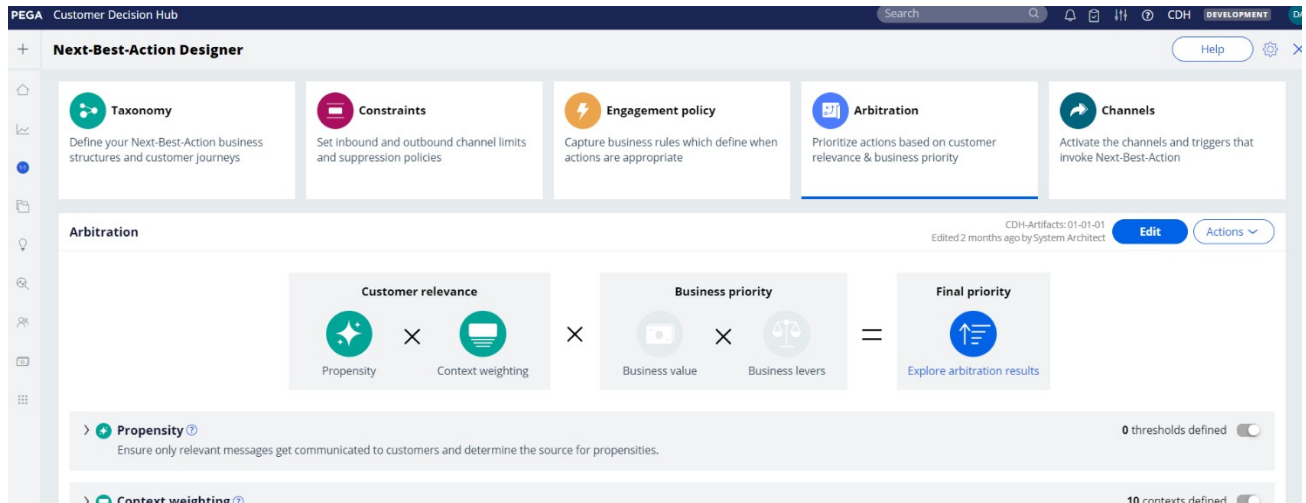 PEGA Customer Decision Hub
Search
CDH DEVELOPMENT
Next-Best-Action Designer
Help
Taxonomy
Define your Next-Best-Action business
structures and customer journeys
Constraints
Set inbound and outbound channel limits
and suppression policies
Engagement policy
Capture business rules which define when
actions are appropriate
Arbitration
Prioritize actions based on customer
relevance & business priority
Channels
Activate the channels and triggers that
invoke Next-Best-Action
Arbitration
CDH-Artifacts: 01-01-01
Edited 2 months ago by System Architect
Edit
Actions
Customer relevance
Propensity × Context weighting
×
Business priority
Business value × Business levers
=
Final priority
Explore arbitration results
Propensity
Ensure only relevant messages get communicated to customers and determine the source for propensities.
0 thresholds defined
Context weighting
10 contexts defined